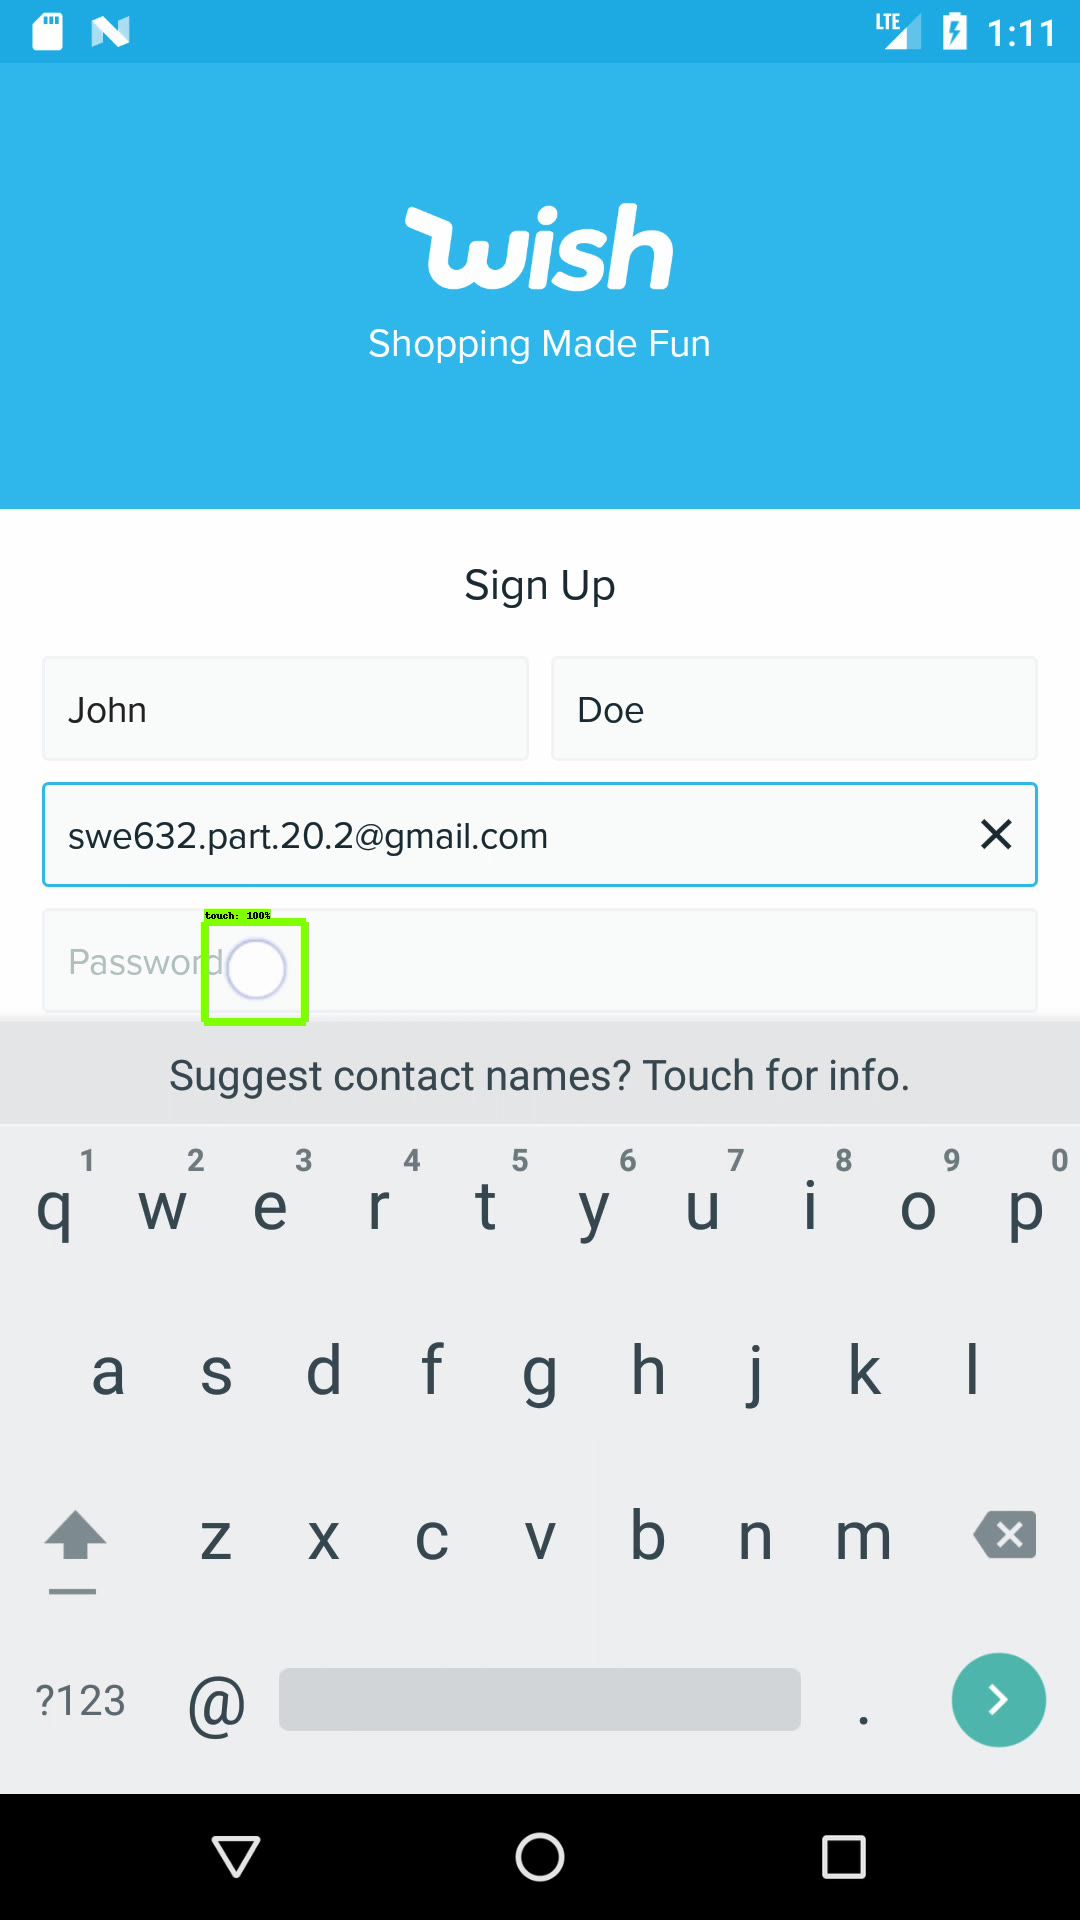 LTE 1:11
wish
Shopping Made Fun
Sign Up
John Doe
swe632.part.20.2@gmail.com
touch: 100%
Password
Suggest contact names? Touch for info.
1 2 3 4 5 6 7 8 9 0
q w e r t y u i o p
a s d f g h j k l
z x c v b n m
?123 @ .